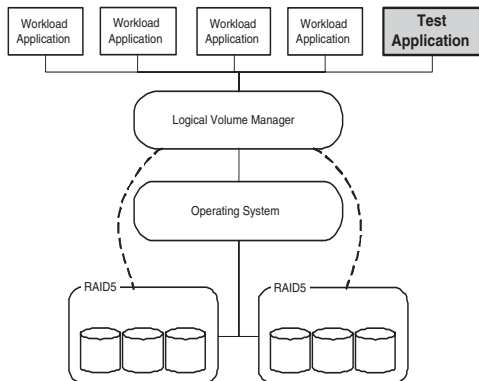 Workload Application
Workload Application
Workload Application
Workload Application
Test Application
Logical Volume Manager
Operating System
RAID5
RAID5